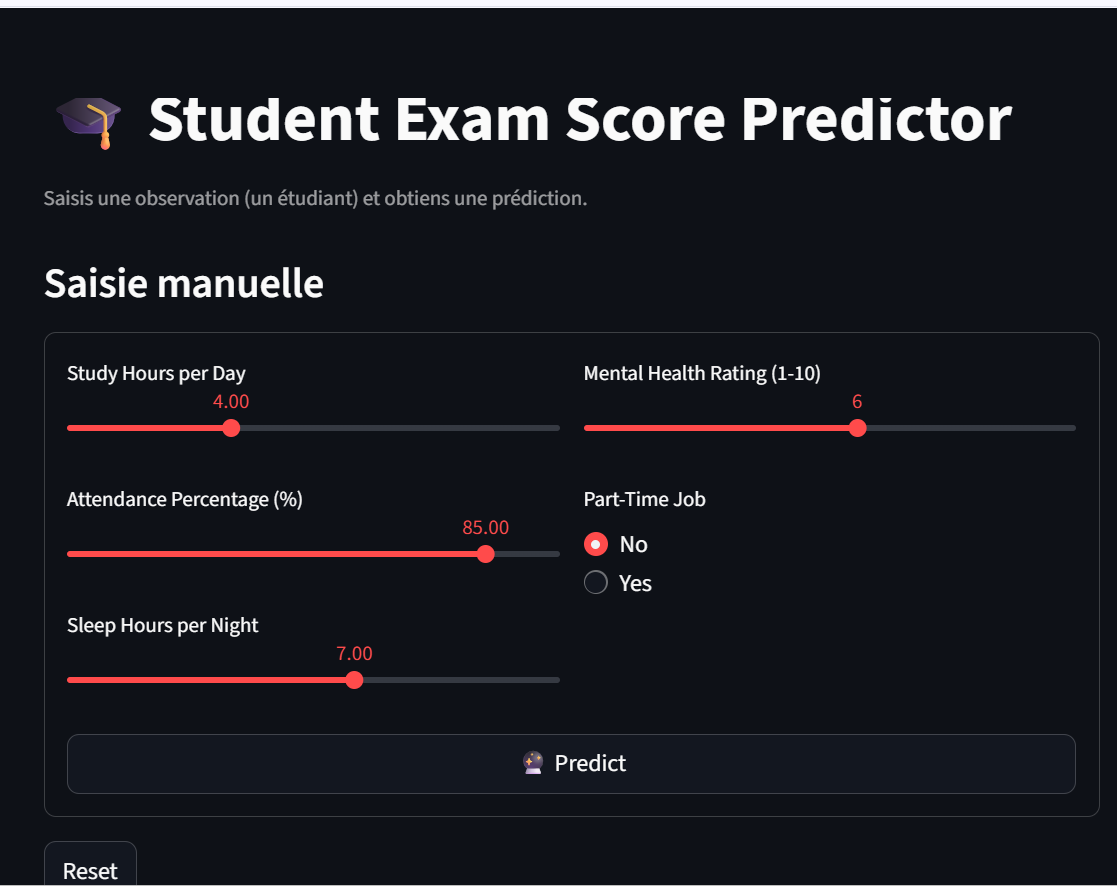 Student Exam Score Predictor
Saisis une observation (un étudiant) et obtiens une prédiction.
Saisie manuelle
Study Hours per Day
4.00
Attendance Percentage (%)
85.00
Sleep Hours per Night
7.00
Mental Health Rating (1-10)
6
Part-Time Job
No
Yes
Predict
Reset